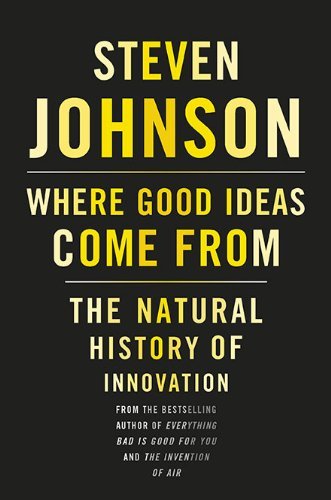 STEVEN
JOHNSON
WHERE GOOD IDEAS
COME FROM
THE NATURAL
HISTORY OF
INNOVATION
FROM THE BESTSELLING
AUTHOR OF EVERYTHING
BAD IS GOOD FOR YOU
AND THE INVENTION
OF AIR